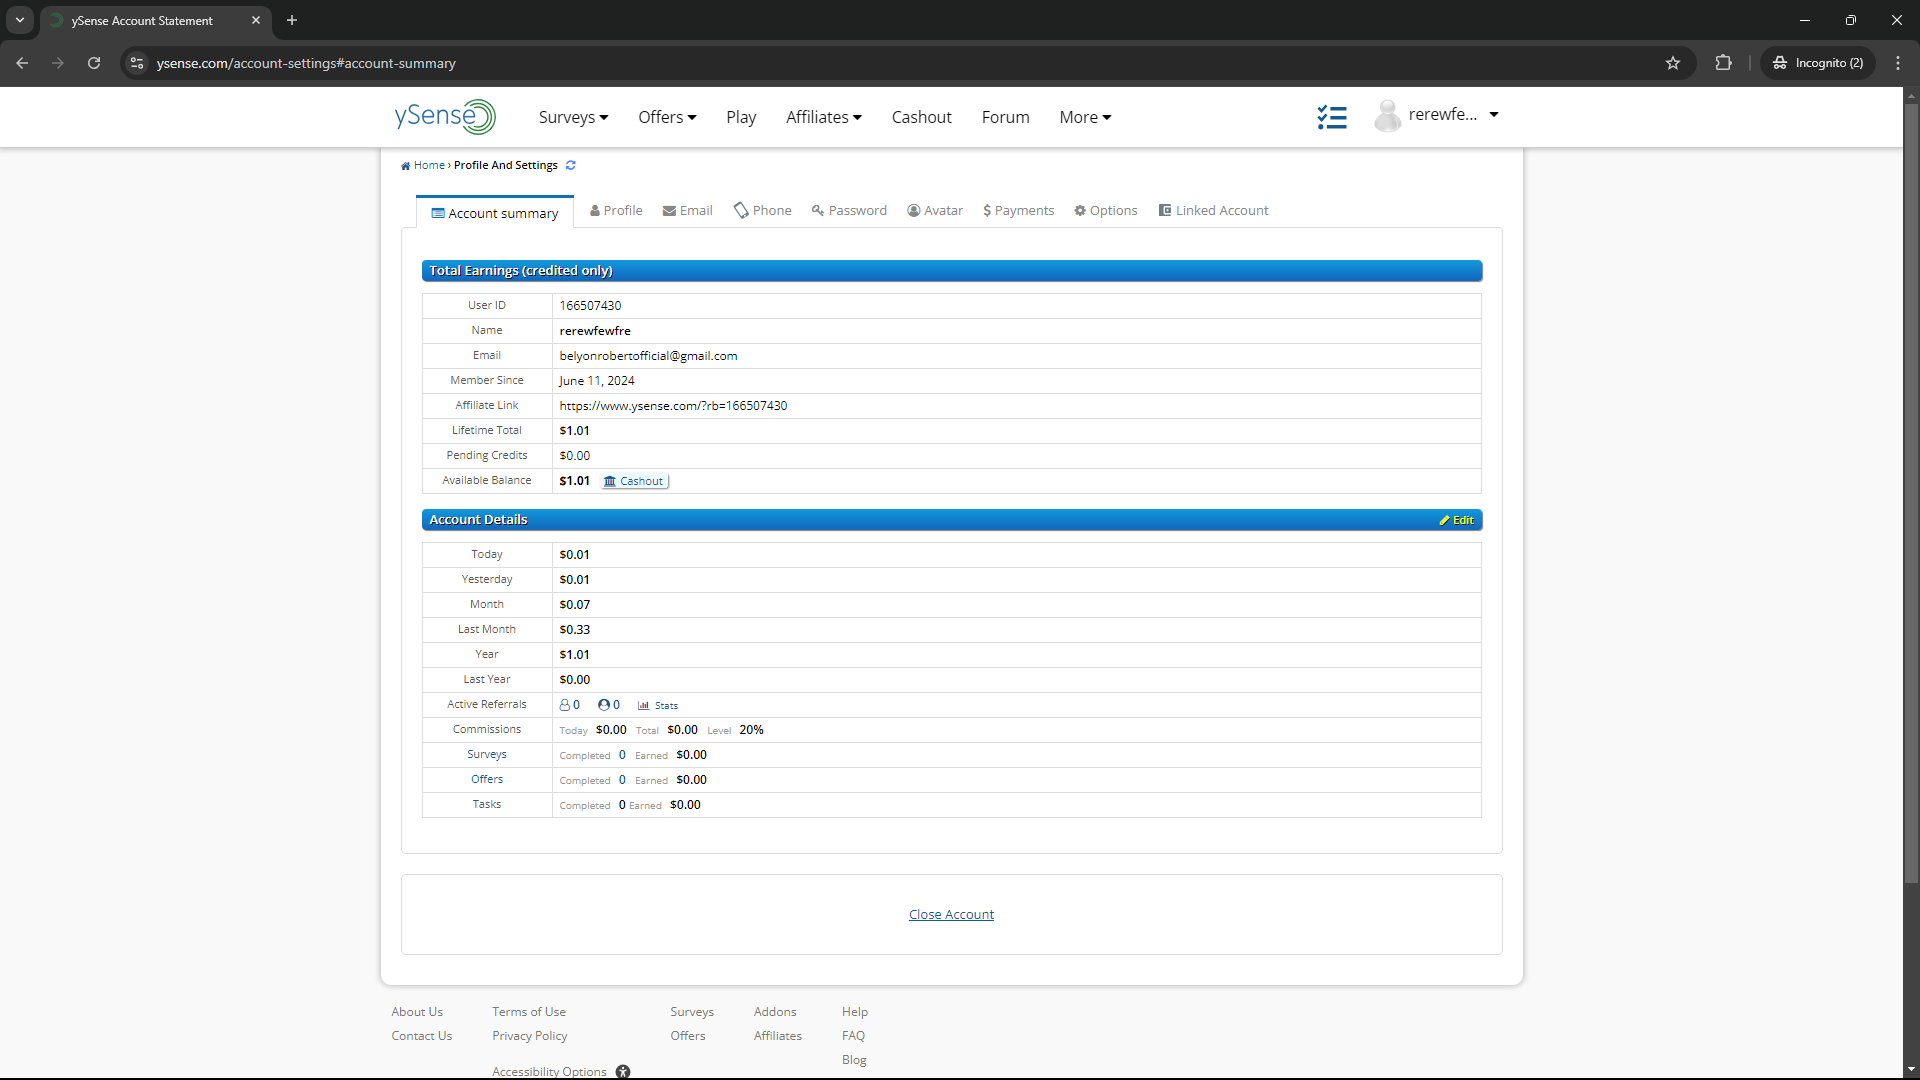 ySense Account Statement
ysense.com/account-settings#account-summary
Incognito (2)
ySense
Surveys
Offers
Play
Affiliates
Cashout
Forum
More
rerewfe...
Home › Profile And Settings
Account summary
Profile
Email
Phone
Password
Avatar
$ Payments
Options
Linked Account
Total Earnings (credited only)
User ID 166507430
Name rerewfewfre
Email belyonrobertofficial@gmail.com
Member Since June 11, 2024
Affiliate Link https://www.ysense.com/?rb=166507430
Lifetime Total $1.01
Pending Credits $0.00
Available Balance $1.01 Cashout
Account Details Edit
Today $0.01
Yesterday $0.01
Month $0.07
Last Month $0.33
Year $1.01
Last Year $0.00
Active Referrals 0 0 Stats
Commissions Today $0.00 Total $0.00 Level 20%
Surveys Completed 0 Earned $0.00
Offers Completed 0 Earned $0.00
Tasks Completed 0 Earned $0.00
Close Account
About Us Terms of Use Surveys Addons Help
Contact Us Privacy Policy Offers Affiliates FAQ
Blog
Accessibility Options